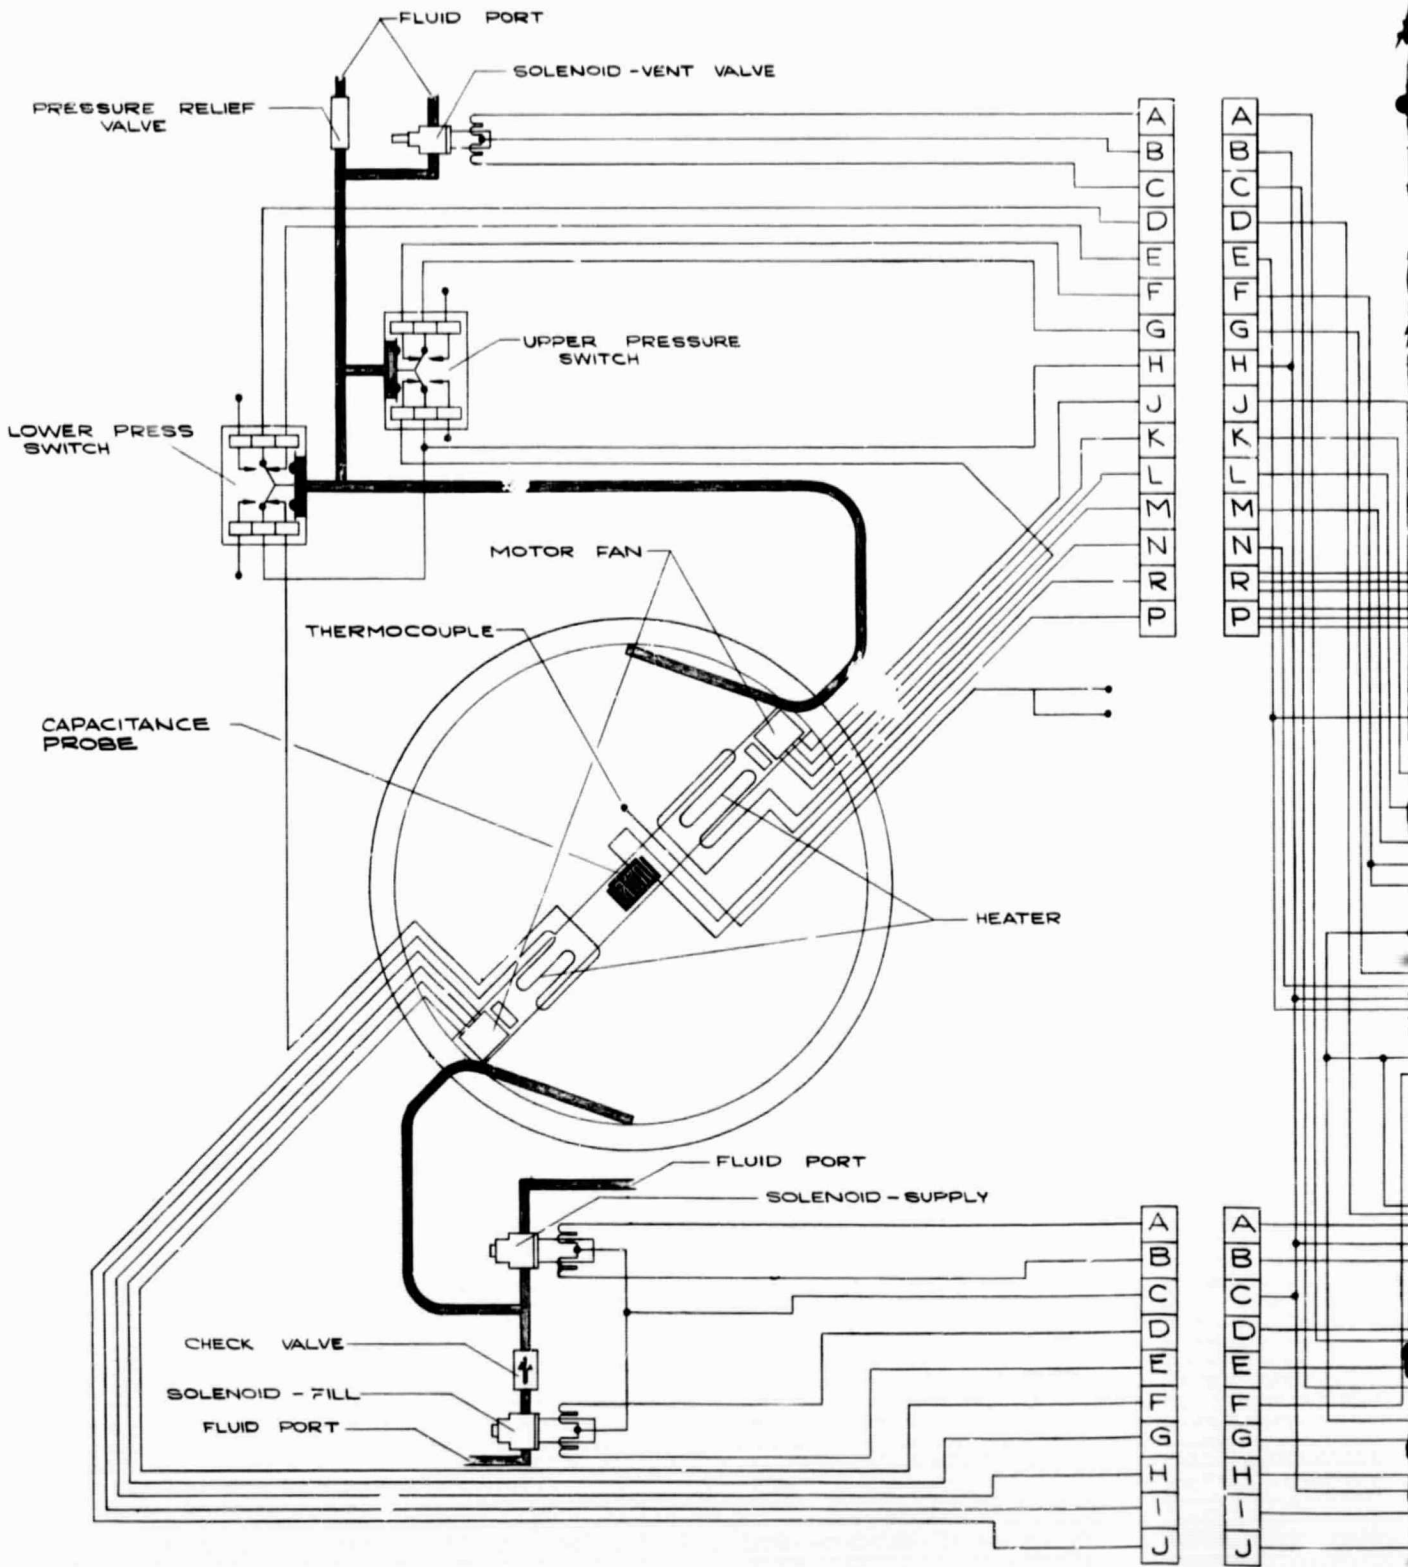 FLUID PORT
SOLENOID-VENT VALVE
PRESSURE RELIEF
VALVE
UPPER PRESSURE
SWITCH
LOWER PRESS
SWITCH
MOTOR FAN
THERMOCOUPLE
CAPACITANCE
PROBE
HEATER
FLUID PORT
SOLENOID-SUPPLY
CHECK VALVE
SOLENOID-FILL
FLUID PORT
A A
B B
C C
D D
E E
F F
G G
H H
J J
K K
L L
M M
N N
R R
P P
A A
B B
C C
D D
E E
F F
G G
H H
I I
J J